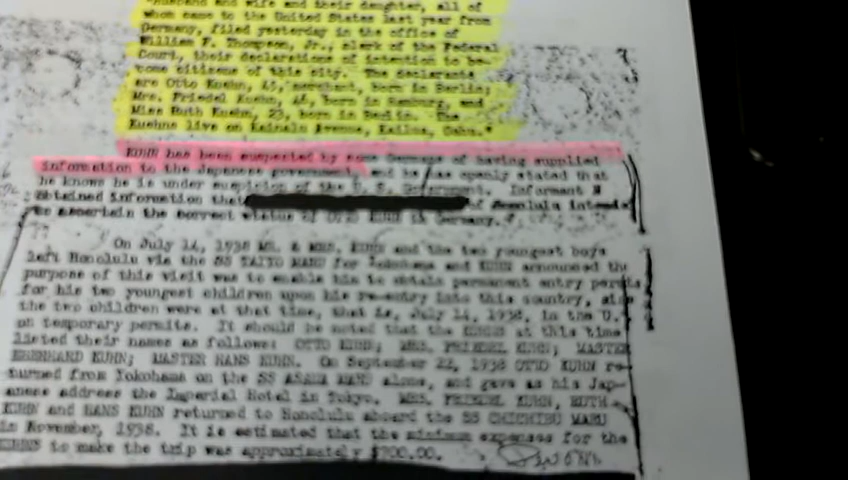 "Husband and wife and their daughter, all of
whom came to the United States last year from
Germany, filed yesterday in the office of
William F. Thompson, Jr., clerk of the Federal
Court, their declarations of intention to be-
come citizens of this city. The declarants
are Otto Kuehn, 43, merchant, born in Berlin;
Mrs. Friedel Kuehn, born in Hamburg, and
Miss Ruth Kuehn, 23, born in Berlin. The
Kuehns live on Kainalu Avenue, Kailua, Oahu."
KUHN has been suspected by some Germans of having supplied
information to the Japanese government, and he has openly stated that
he knows he is under suspicion of the U. S. Government. Informant
obtained information that of Honolulu intends
to ascertain the correct status of OTTO KUHN in Germany.
On July 14, 1938 MR. & MRS. KUHN and the two youngest boys
left Honolulu via the SS TAIYO MARU for Yokohama and KUHN announced the
purpose of this visit was to enable him to obtain permanent entry permits
for his two youngest children upon his re-entry into this country,
the two children were at that time, that is, July 14, 1938, in the U.
on temporary permits. It should be noted that the KUHNS at this time
listed their names as follows: OTTO KUHN; MRS. FRIEDEL KUHN; MASTER
EBERHARD KUHN; MASTER HANS KUHN. On September 22, 1938 OTTO KUHN re-
turned from Yokohama on the SS ASAMA MARU alone, and gave as his Jap-
anese address the Imperial Hotel in Tokyo. MRS. FRIEDEL KUHN, RUTH
KUHN and HANS KUHN returned to Honolulu aboard the SS CHICHIBU MARU
in November, 1938. It is estimated that the minimum expenses for the
KUHNS to make the trip was approximately $700.00.